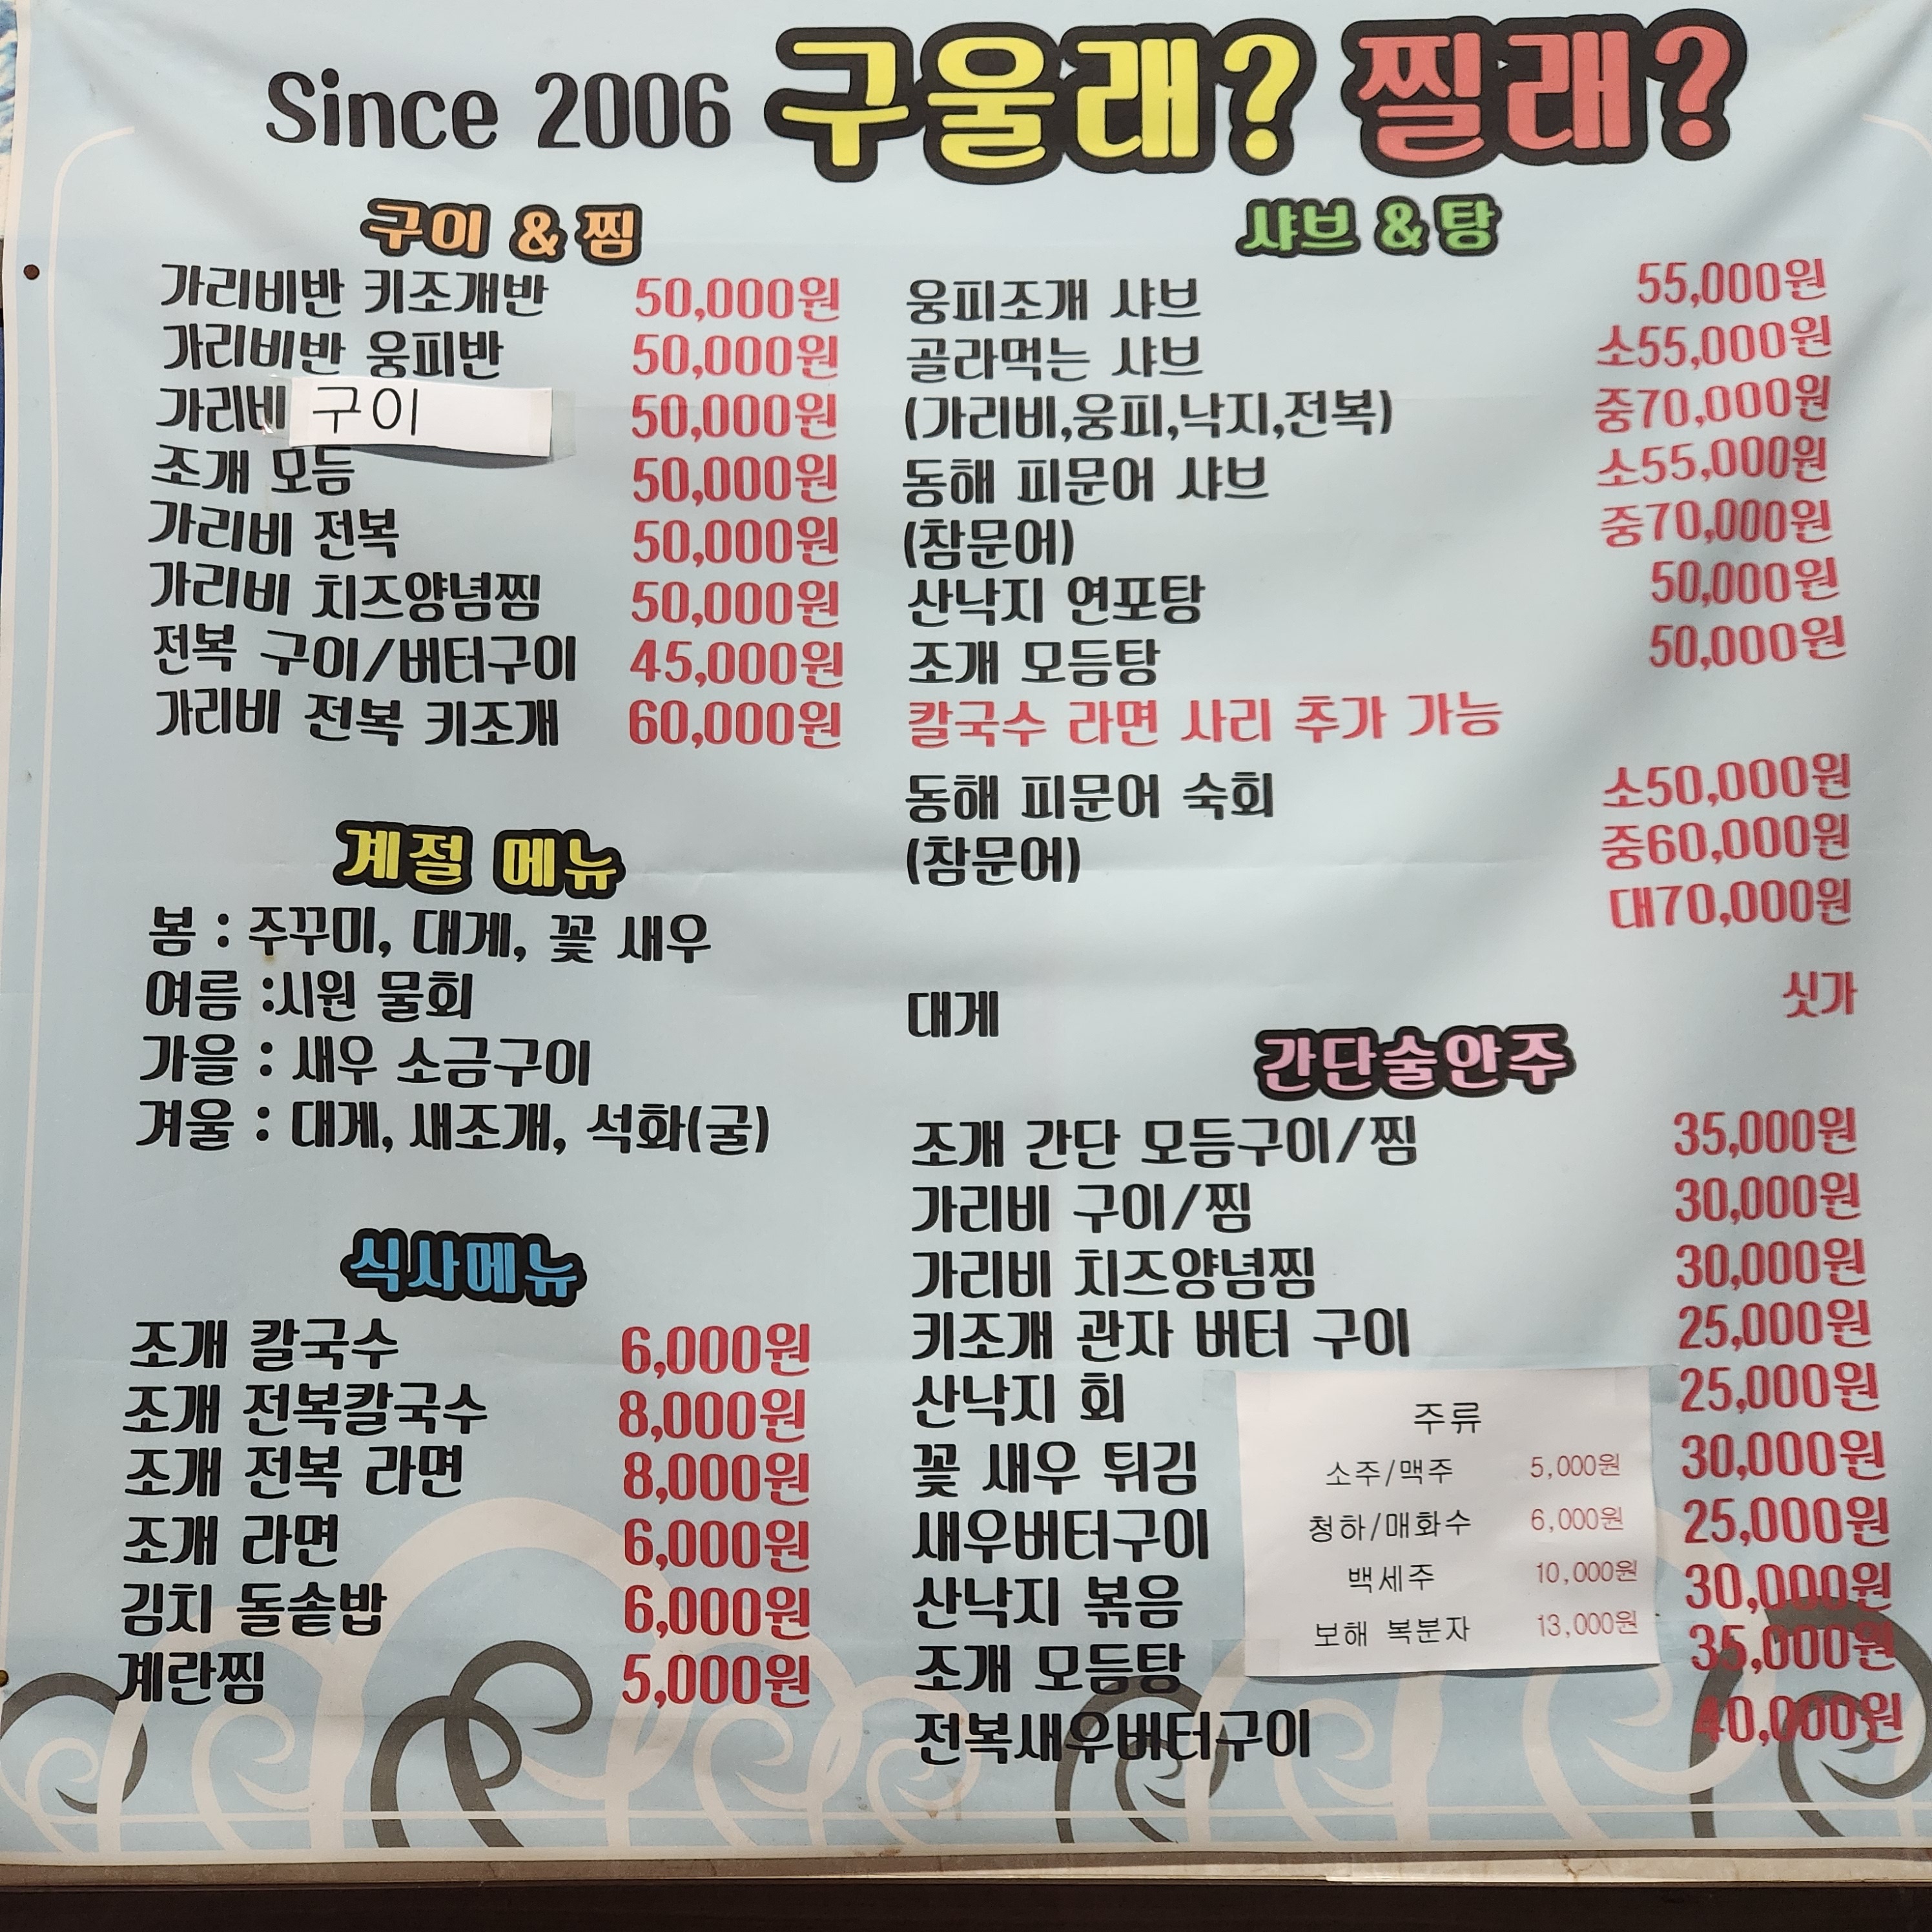 Since 2006 구울래? 찔래?
구이 & 찜
가리비반 키조개반 50,000원
가리비반 웅피반 50,000원
가리비 구이 50,000원
조개 모듬 50,000원
가리비 전복 50,000원
가리비 치즈양념찜 50,000원
전복 구이/버터구이 45,000원
가리비 전복 키조개 60,000원
계절 메뉴
봄 : 주꾸미, 대게, 꽃 새우
여름 :시원 물회
가을 : 새우 소금구이
겨울 : 대게, 새조개, 석화(굴)
식사메뉴
조개 칼국수 6,000원
조개 전복칼국수 8,000원
조개 전복 라면 8,000원
조개 라면 6,000원
김치 돌솥밥 6,000원
계란찜 5,000원
샤브 & 탕
웅피조개 샤브 55,000원
골라먹는 샤브 소55,000원
(가리비,웅피,낙지,전복) 중70,000원
동해 피문어 샤브 소55,000원
(참문어) 중70,000원
산낙지 연포탕 50,000원
조개 모듬탕 50,000원
칼국수 라면 사리 추가 가능
동해 피문어 숙회 소50,000원
(참문어) 중60,000원
대70,000원
대게 싯가
간단술안주
조개 간단 모듬구이/찜 35,000원
가리비 구이/찜 30,000원
가리비 치즈양념찜 30,000원
키조개 관자 버터 구이 25,000원
산낙지 회 25,000원
꽃 새우 튀김 30,000원
새우버터구이 25,000원
산낙지 볶음 30,000원
조개 모듬탕 35,000원
전복새우버터구이 40,000원
주류
소주/맥주 5,000원
청하/매화수 6,000원
백세주 10,000원
보해 복분자 13,000원